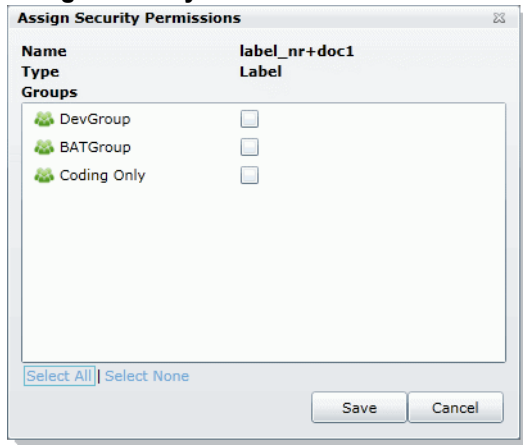 Assign Security Permissions
Name label_nr+doc1
Type Label
Groups
DevGroup
BATGroup
Coding Only
Select All | Select None
Save Cancel